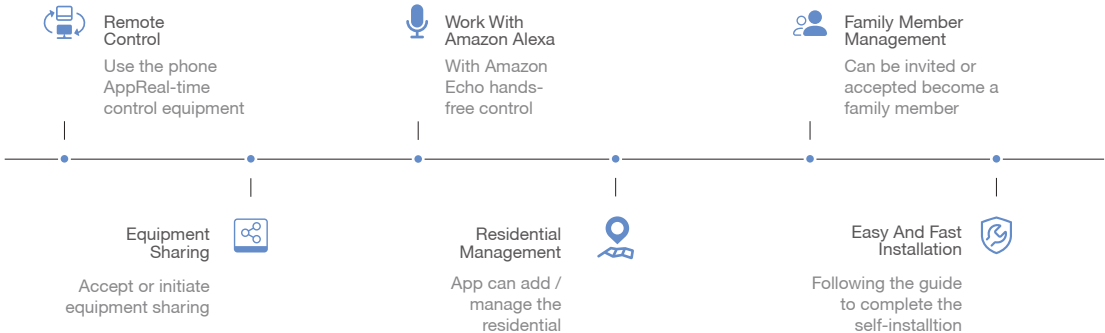 Remote
Control
Use the phone
AppReal-time
control equipment
Work With
Amazon Alexa
With Amazon
Echo hands-
free control
Family Member
Management
Can be invited or
accepted become a
family member
Equipment
Sharing
Accept or initiate
equipment sharing
Residential
Management
App can add /
manage the
residential
Easy And Fast
Installation
Following the guide
to complete the
self-installtion